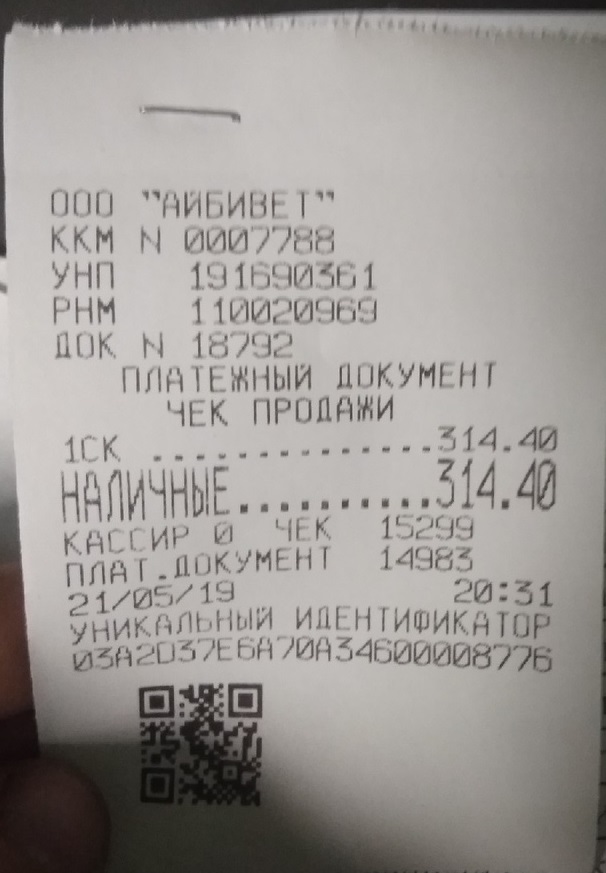 ООО "АЙБИВЕТ"
ККМ N 0007788
УНП 191690361
РНМ 110020969
ДОК N 18792
ПЛАТЕЖНЫЙ ДОКУМЕНТ
ЧЕК ПРОДАЖИ
1СК ..............314.40
НАЛИЧНЫЕ..........314.40
КАССИР 0 ЧЕК 15299
ПЛАТ.ДОКУМЕНТ 14983
21/05/19 20:31
УНИКАЛЬНЫЙ ИДЕНТИФИКАТОР
03A2D37E6A70A34600008776